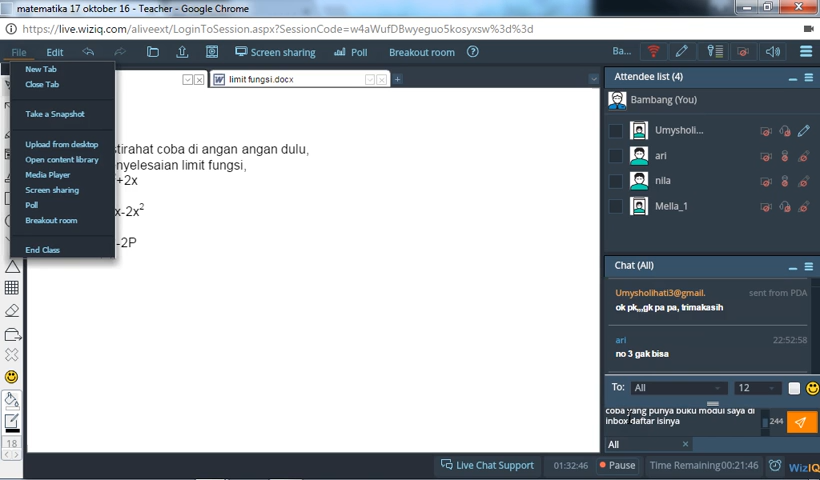 matematika 17 oktober 16 - Teacher - Google Chrome
https://live.wiziq.com/aliveext/LoginToSession.aspx?SessionCode=w4aWufDBwyeguo5kosyxsw%3d%3d
File Edit Screen sharing Poll Breakout room Ba...
New Tab
Close Tab
Take a Snapshot
Upload from desktop
Open content library
Media Player
Screen sharing
Poll
Breakout room
End Class
limit fungsi.docx
stirahat coba di angan angan dulu,
nyelesaian limit fungsi,
+2x
x-2x²
-2P
18
Attendee list (4)
Bambang (You)
Umysholi...
ari
nila
Mella_1
Chat (All)
Umysholihati3@gmail. sent from PDA
ok pk,,,gk pa pa, trimakasih
ari 22:52:58
no 3 gak bisa
To: All 12
coba yang punya buku modul saya di
inbox daftar isinya
244
All
Live Chat Support 01:32:46 Pause Time Remaining00:21:46 WizIQ